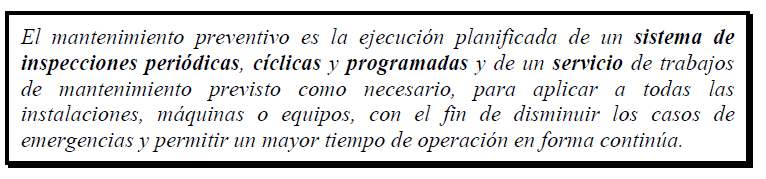 El mantenimiento preventivo es la ejecución planificada de un sistema de
inspecciones periódicas, cíclicas y programadas y de un servicio de trabajos
de mantenimiento previsto como necesario, para aplicar a todas las
instalaciones, máquinas o equipos, con el fin de disminuir los casos de
emergencias y permitir un mayor tiempo de operación en forma continúa.